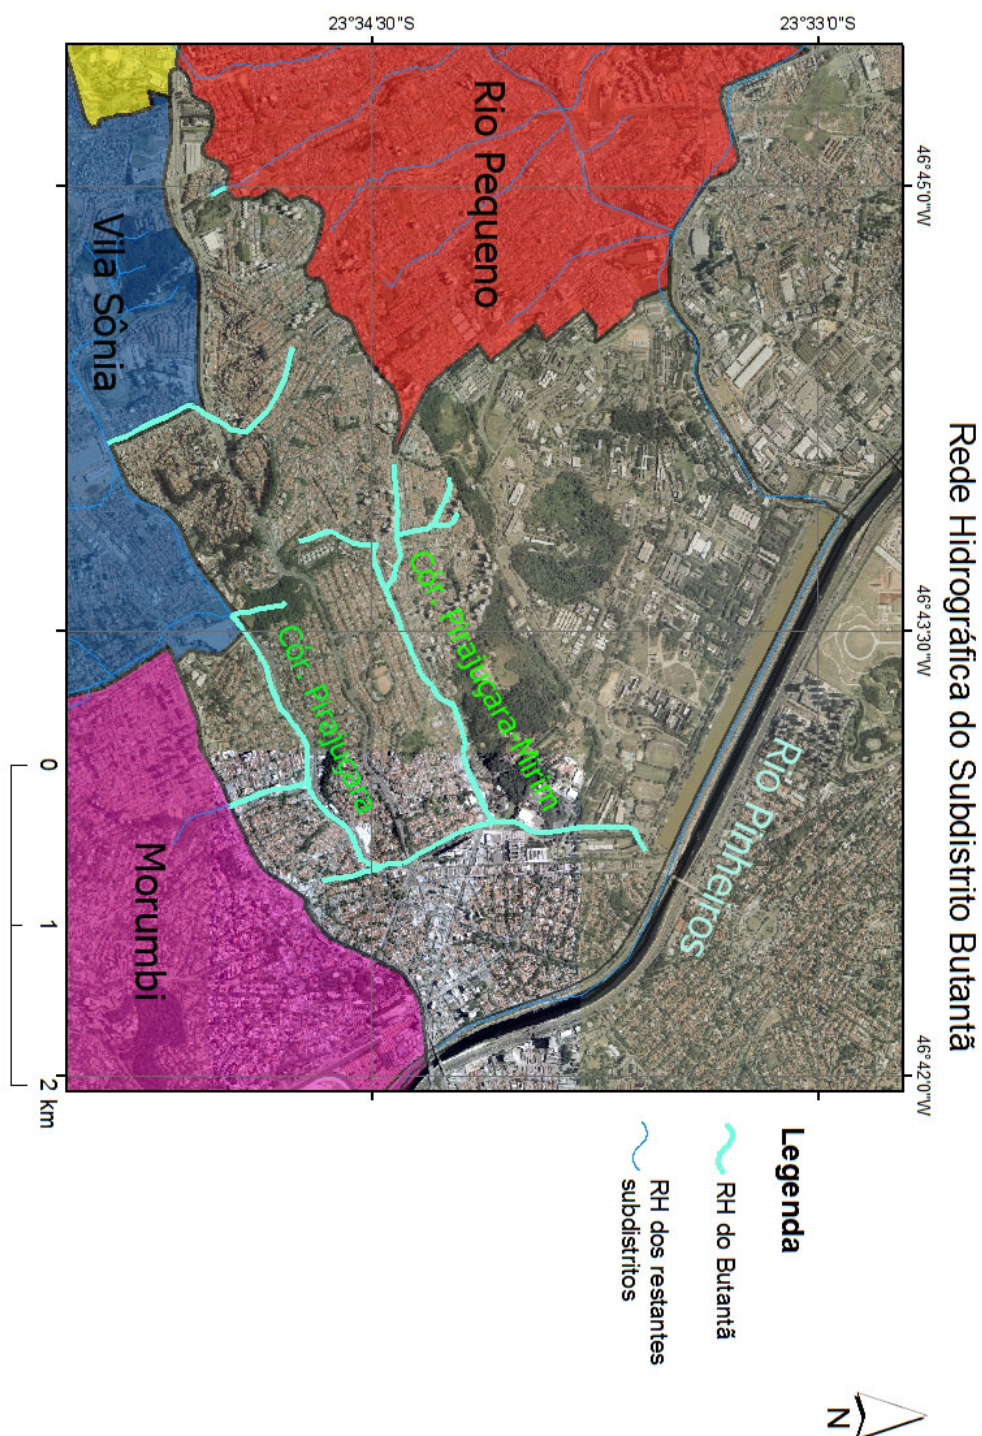 Rede Hidrográfica do Subdistrito Butantã
46°45'0"W
46°43'30"W
46°42'0"W
23°33'0"S
23°34'30"S
Rio Pequeno
Vila Sônia
Morumbi
Rio Pinheiros
Cór. Pirajuçara-Mirim
Cór. Pirajuçara
Legenda
RH do Butantã
RH dos restantes
subdistritos
0
1
2 km
N